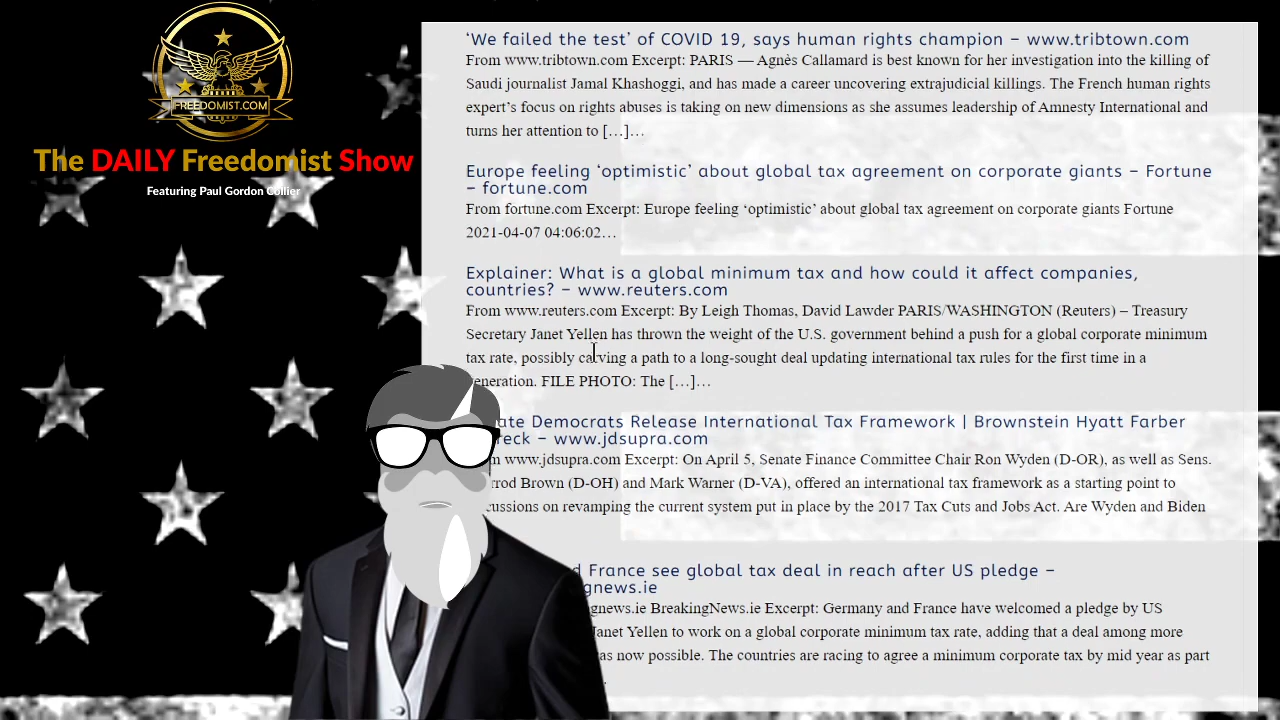 FREEDOMIST.COM
The DAILY Freedomist Show
Featuring Paul Gordon Collier
‘We failed the test’ of COVID 19, says human rights champion – www.tribtown.com
From www.tribtown.com Excerpt: PARIS — Agnès Callamard is best known for her investigation into the killing of
Saudi journalist Jamal Khashoggi, and has made a career uncovering extrajudicial killings. The French human rights
expert’s focus on rights abuses is taking on new dimensions as she assumes leadership of Amnesty International and
turns her attention to […]…
Europe feeling ‘optimistic’ about global tax agreement on corporate giants – Fortune
– fortune.com
From fortune.com Excerpt: Europe feeling ‘optimistic’ about global tax agreement on corporate giants Fortune
2021-04-07 04:06:02…
Explainer: What is a global minimum tax and how could it affect companies,
countries? – www.reuters.com
From www.reuters.com Excerpt: By Leigh Thomas, David Lawder PARIS/WASHINGTON (Reuters) – Treasury
Secretary Janet Yellen has thrown the weight of the U.S. government behind a push for a global corporate minimum
tax rate, possibly carving a path to a long-sought deal updating international tax rules for the first time in a
eneration. FILE PHOTO: The […]…
ate Democrats Release International Tax Framework | Brownstein Hyatt Farber
reck – www.jdsupra.com
m www.jdsupra.com Excerpt: On April 5, Senate Finance Committee Chair Ron Wyden (D-OR), as well as Sens.
rrod Brown (D-OH) and Mark Warner (D-VA), offered an international tax framework as a starting point to
cussions on revamping the current system put in place by the 2017 Tax Cuts and Jobs Act. Are Wyden and Biden
d France see global tax deal in reach after US pledge –
gnews.ie
gnews.ie BreakingNews.ie Excerpt: Germany and France have welcomed a pledge by US
Janet Yellen to work on a global corporate minimum tax rate, adding that a deal among more
as now possible. The countries are racing to agree a minimum corporate tax by mid year as part